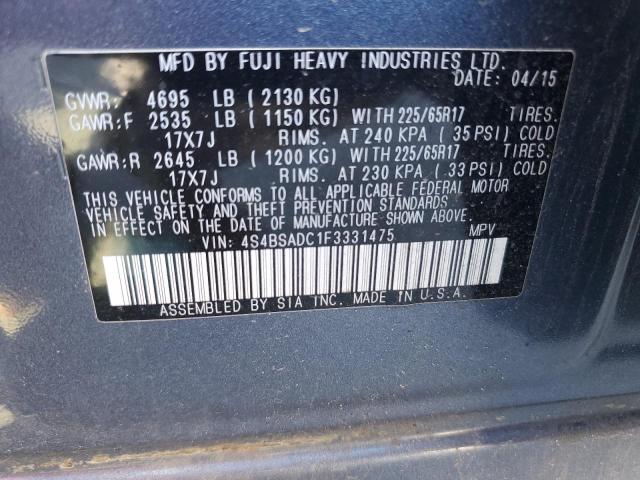 MFD BY FUJI HEAVY INDUSTRIES LTD.
DATE: 04/15
GVWR: 4695 LB (2130 KG)
GAWR:F 2535 LB (1150 KG) WITH 225/65R17 TIRES.
17X7J RIMS. AT 240 KPA ( 35 PSI) COLD
GAWR:R 2645 LB (1200 KG) WITH 225/65R17 TIRES.
17X7J RIMS. AT 230 KPA ( 33 PSI) COLD
THIS VEHICLE CONFORMS TO ALL APPLICABLE FEDERAL MOTOR
VEHICLE SAFETY AND THEFT PREVENTION STANDARDS
IN EFFECT ON THE DATE OF MANUFACTURE SHOWN ABOVE.
VIN: 4S4BSADC1F3331475 MPV
ASSEMBLED BY SIA INC. MADE IN U.S.A.